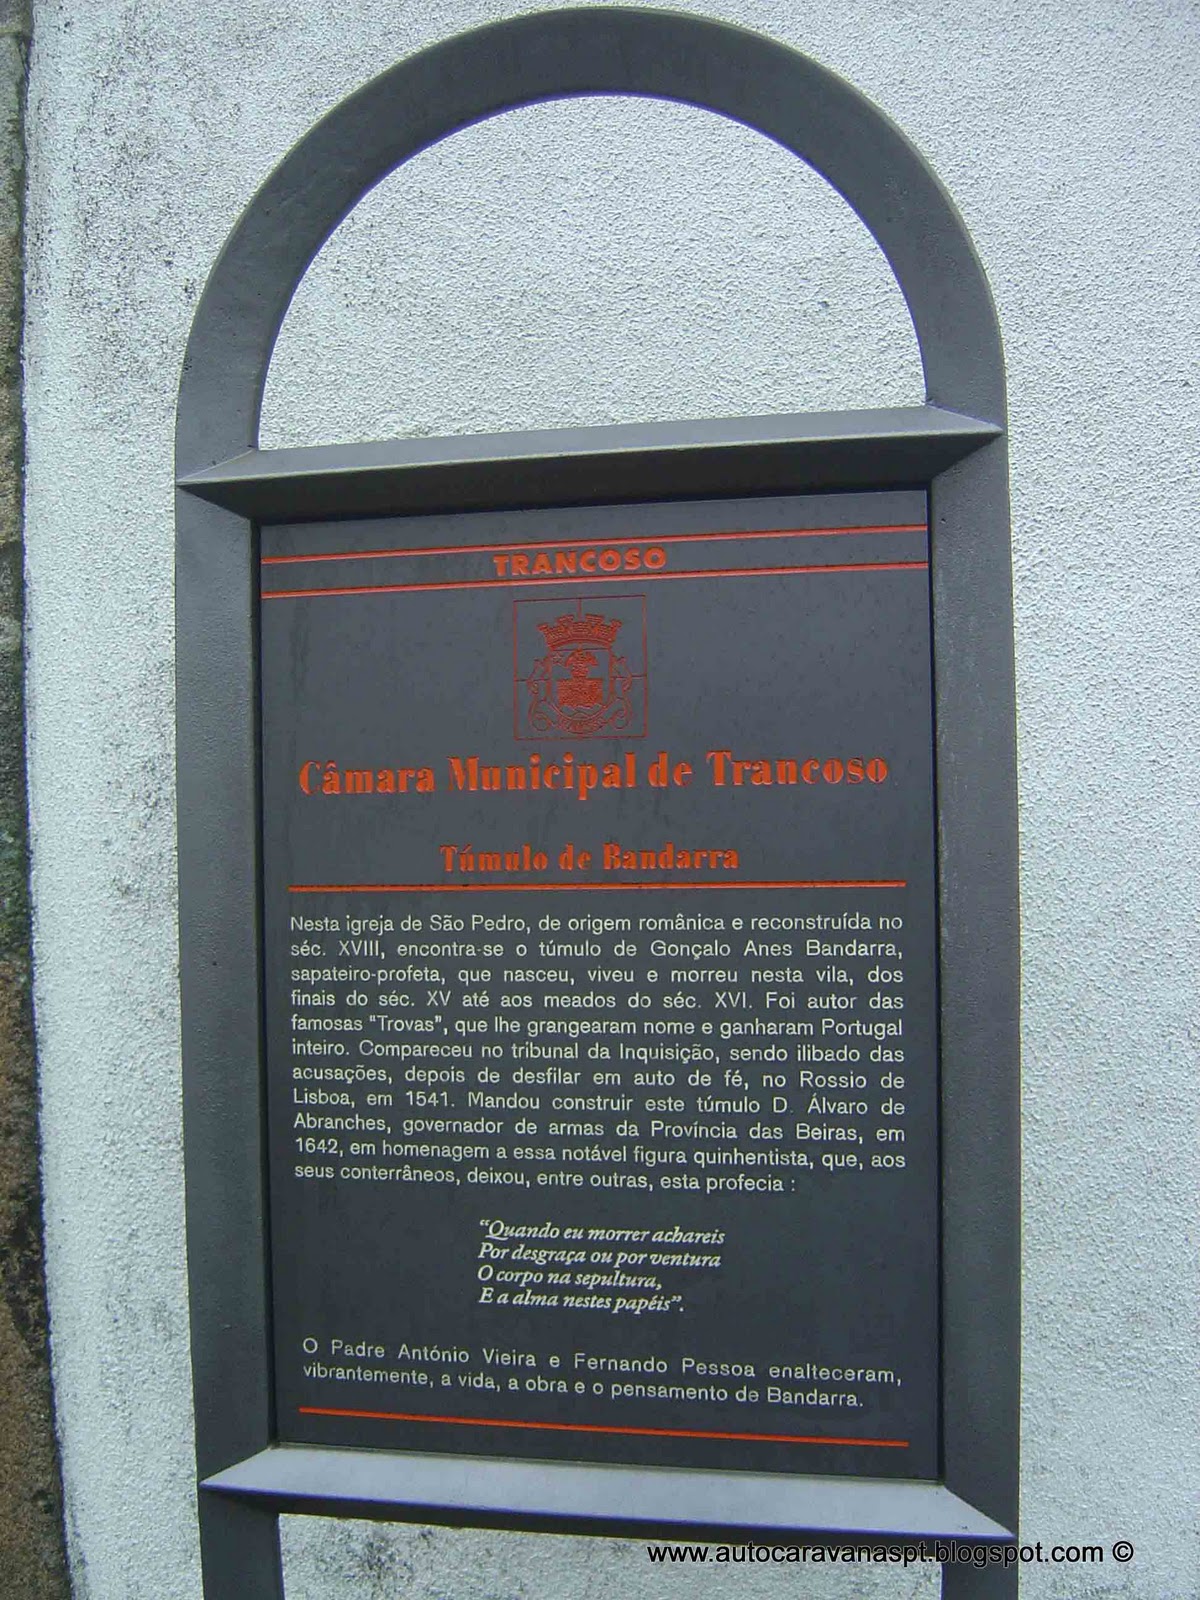 TRANCOSO
Câmara Municipal de Trancoso
Túmulo de Bandarra
Nesta igreja de São Pedro, de origem românica e reconstruída no
séc. XVIII, encontra-se o túmulo de Gonçalo Anes Bandarra,
sapateiro-profeta, que nasceu, viveu e morreu nesta vila, dos
finais do séc. XV até aos meados do séc. XVI. Foi autor das
famosas "Trovas", que lhe grangearam nome e ganharam Portugal
inteiro. Compareceu no tribunal da Inquisição, sendo ilibado das
acusações, depois de desfilar em auto de fé, no Rossio de
Lisboa, em 1541. Mandou construir este túmulo D. Álvaro de
Abranches, governador de armas da Província das Beiras, em
1642, em homenagem a essa notável figura quinhentista, que, aos
seus conterrâneos, deixou, entre outras, esta profecia :
“Quando eu morrer achareis
Por desgraça ou por ventura
O corpo na sepultura,
E a alma nestes papéis”.
O Padre António Vieira e Fernando Pessoa enalteceram,
vibrantemente, a vida, a obra e o pensamento de Bandarra.
www.autocaravanaspt.blogspot.com ©